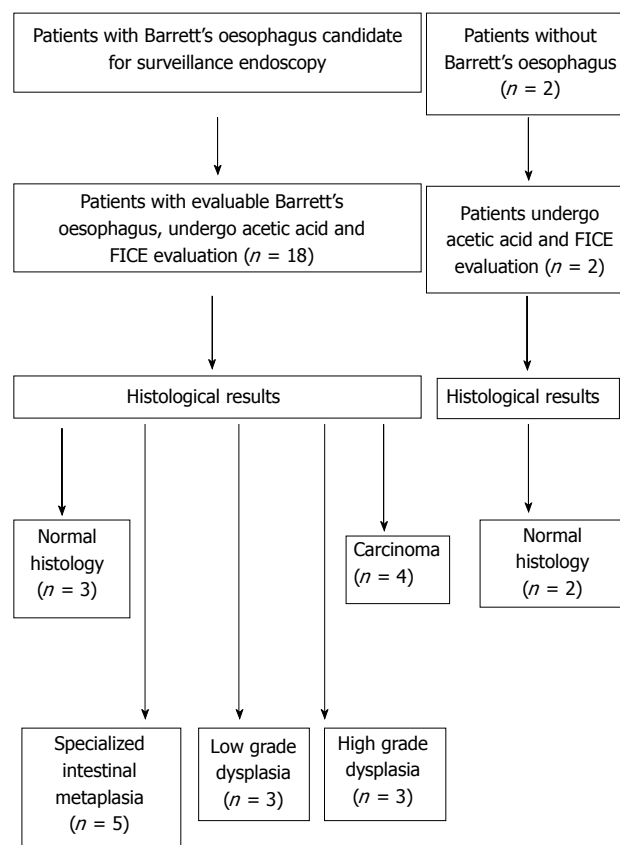 Patients with Barrett’s oesophagus candidate
for surveillance endoscopy
Patients without
Barrett’s oesophagus
(n = 2)
Patients with evaluable Barrett’s
oesophagus, undergo acetic acid and
FICE evaluation (n = 18)
Patients undergo
acetic acid and FICE
evaluation (n = 2)
Histological results
Histological results
Normal
histology
(n = 3)
Carcinoma
(n = 4)
Normal
histology
(n = 2)
Specialized
intestinal
metaplasia
(n = 5)
Low grade
dysplasia
(n = 3)
High grade
dysplasia
(n = 3)